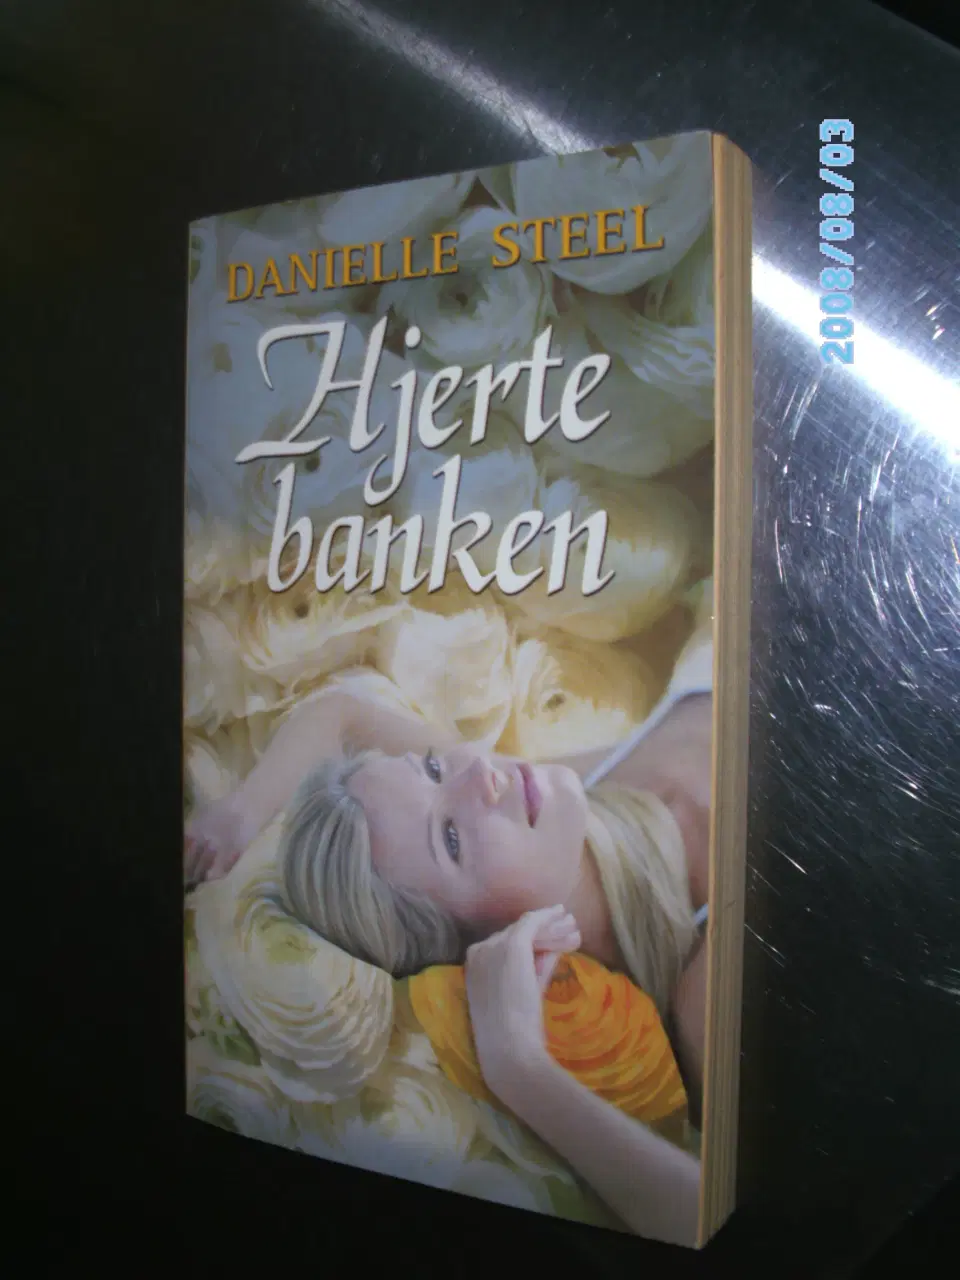 DANIELLE STEEL
Hjerte
banken
2008/08/03